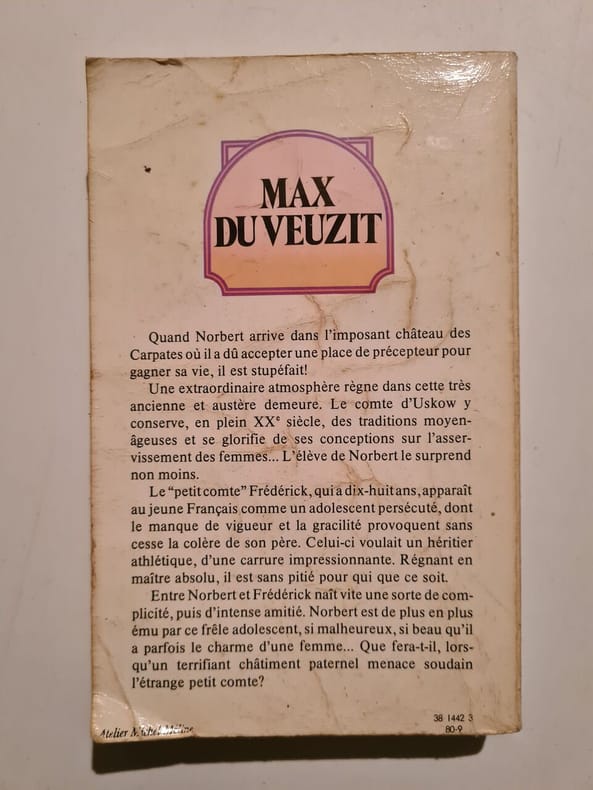 MAX
DU VEUZIT
Quand Norbert arrive dans l'imposant château des
Carpates où il a dû accepter une place de précepteur pour
gagner sa vie, il est stupéfait!
Une extraordinaire atmosphère règne dans cette très
ancienne et austère demeure. Le comte d'Uskow y
conserve, en plein XXe siècle, des traditions moyen-
âgeuses et se glorifie de ses conceptions sur l'asser-
vissement des femmes... L'élève de Norbert le surprend
non moins.
Le "petit comte" Frédérick, qui a dix-huit ans, apparaît
au jeune Français comme un adolescent persécuté, dont
le manque de vigueur et la gracilité provoquent sans
cesse la colère de son père. Celui-ci voulait un héritier
athlétique, d'une carrure impressionnante. Régnant en
maître absolu, il est sans pitié pour qui que ce soit.
Entre Norbert et Frédérick naît vite une sorte de com-
plicité, puis d'intense amitié. Norbert est de plus en plus
ému par ce frêle adolescent, si malheureux, si beau qu'il
a parfois le charme d'une femme... Que fera-t-il, lors-
qu'un terrifiant châtiment paternel menace soudain
l'étrange petit comte?
38 1442 3
80-9
Atelier Michel Méline